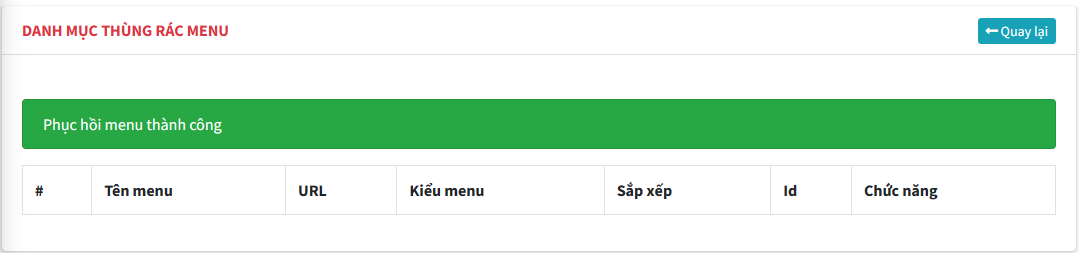 DANH MỤC THÙNG RÁC MENU
Quay lại
Phục hồi menu thành công
# Tên menu URL Kiểu menu Sắp xếp Id Chức năng